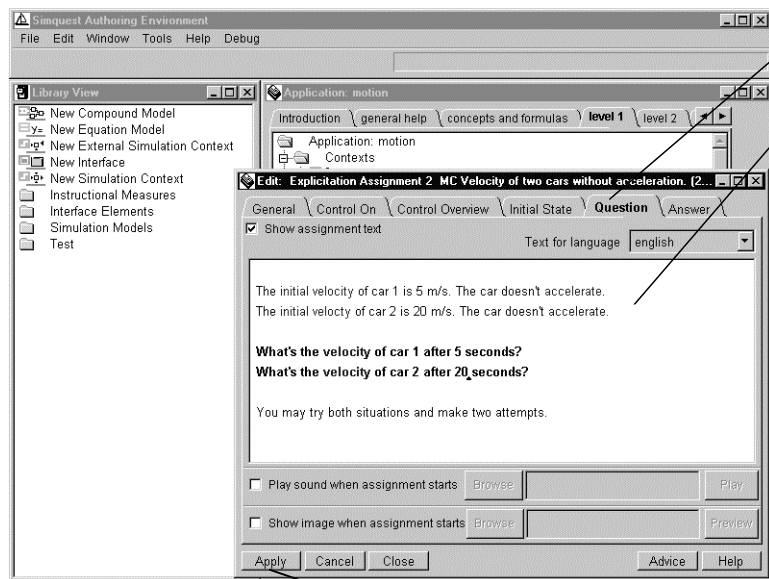 Simquest Authoring Environment
File Edit Window Tools Help Debug
Library View
New Compound Model
y= New Equation Model
New External Simulation Context
New Interface
New Simulation Context
Instructional Measures
Interface Elements
Simulation Models
Test
Application: motion
Introduction general help concepts and formulas level 1 level 2
Application: motion
Contexts
Edit: Explicitation Assignment 2 MC Velocity of two cars without acceleration. (2...
General Control On Control Overview Initial State Question Answer
Show assignment text
Text for language english
The initial velocity of car 1 is 5 m/s. The car doesn't accelerate.
The initial velocty of car 2 is 20 m/s. The car doesn't accelerate.
What's the velocity of car 1 after 5 seconds?
What's the velocity of car 2 after 20 seconds?
You may try both situations and make two attempts.
Play sound when assignment starts Browse Play
Show image when assignment starts Browse Preview
Apply Cancel Close Advice Help